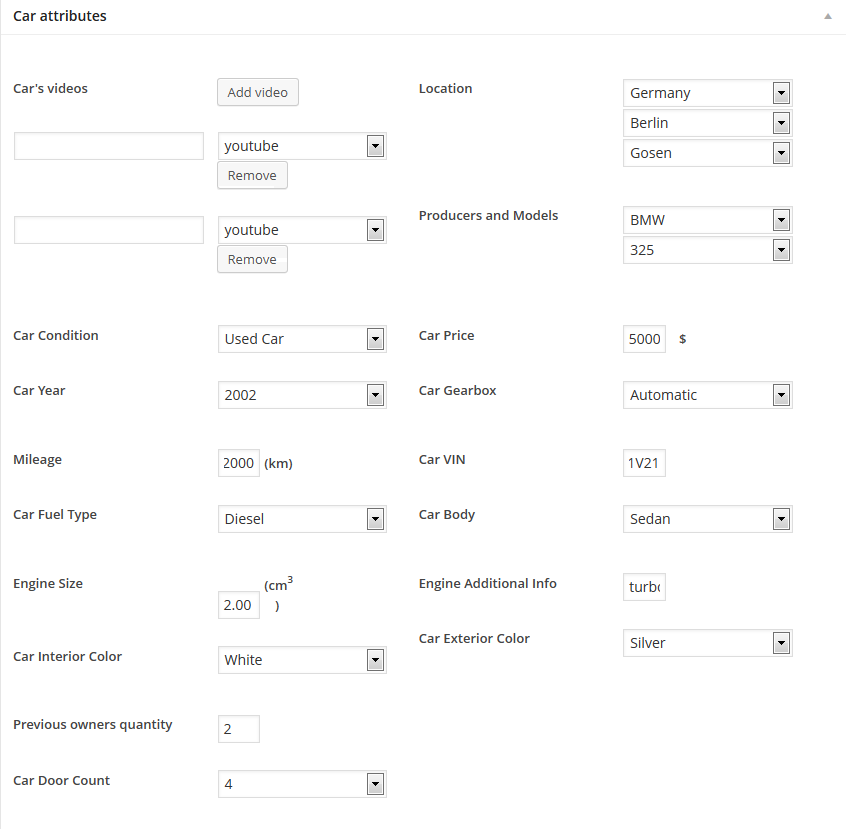 Car attributes
Car's videos
Add video
youtube
Remove
youtube
Remove
Location
Germany
Berlin
Gosen
Producers and Models
BMW
325
Car Condition
Used Car
Car Price
5000 $
Car Year
2002
Car Gearbox
Automatic
Mileage
2000 (km)
Car VIN
1V21
Car Fuel Type
Diesel
Car Body
Sedan
Engine Size
2.00 (cm³)
Engine Additional Info
turbo
Car Exterior Color
Silver
Car Interior Color
White
Previous owners quantity
2
Car Door Count
4